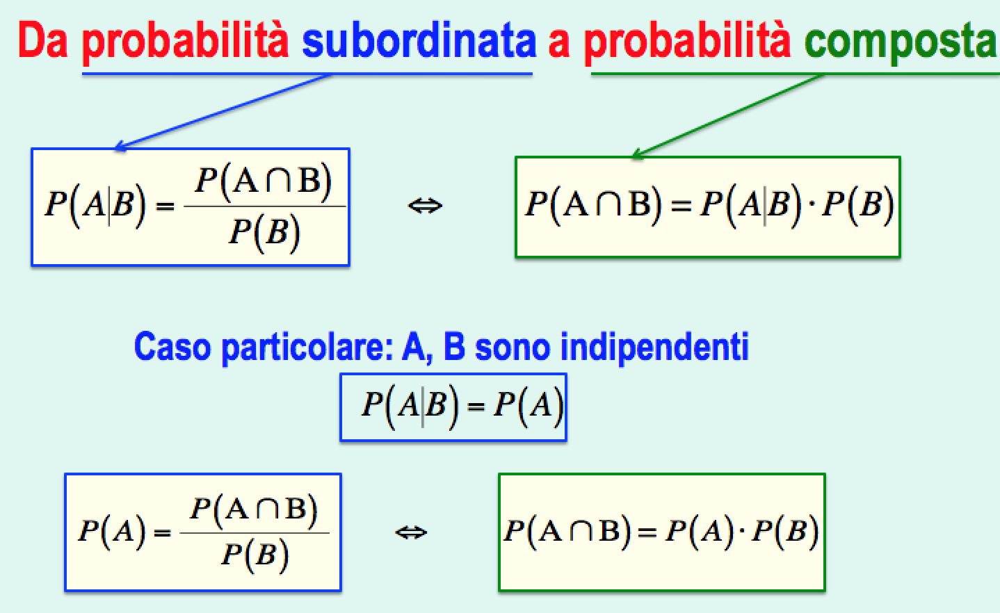 Da probabilità subordinata a probabilità composta
P(A|B) = P(A∩B)/P(B) ⇔ P(A∩B) = P(A|B)·P(B)
Caso particolare: A, B sono indipendenti
P(A|B) = P(A)
P(A) = P(A∩B)/P(B) ⇔ P(A∩B) = P(A)·P(B)